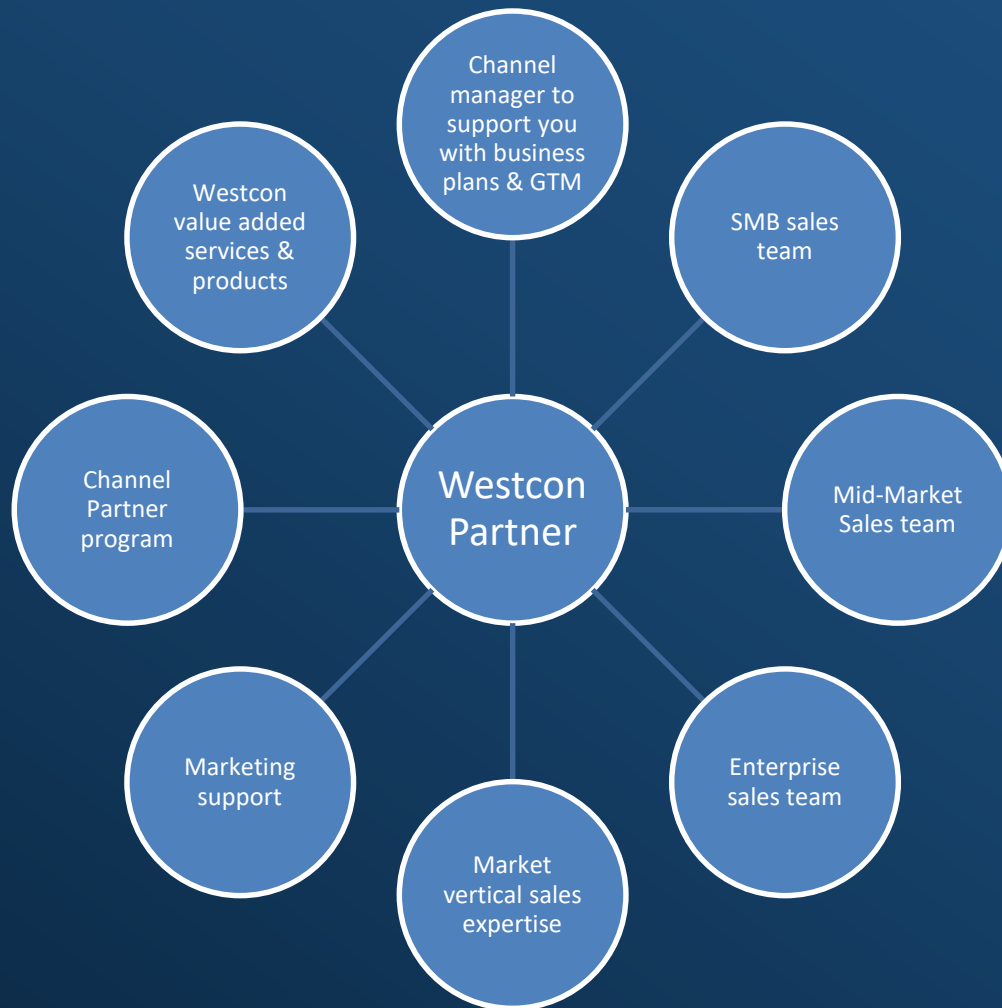 Channel
manager to
support you
with business
plans & GTM
Westcon
value added
services &
products
SMB sales
team
Channel
Partner
program
Westcon
Partner
Mid-Market
Sales team
Marketing
support
Enterprise
sales team
Market
vertical sales
expertise